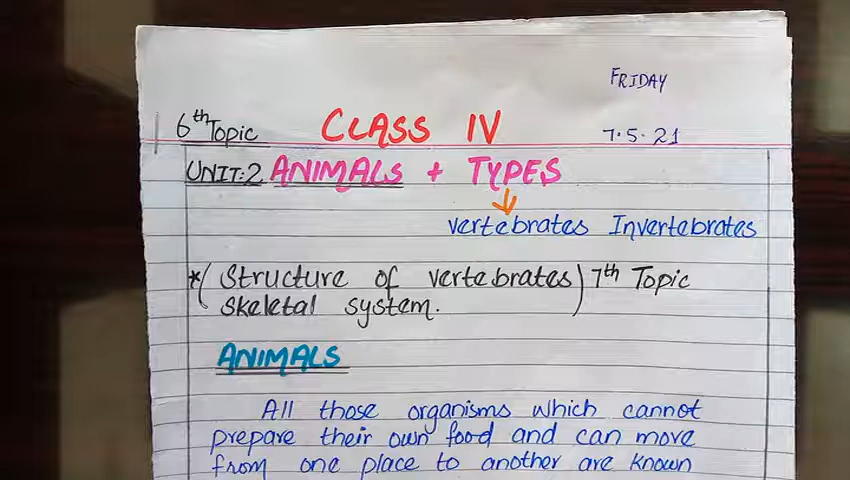 FRIDAY
6th Topic CLASS IV 7.5.21
UNIT:2 ANIMALS + TYPES
↓
vertebrates Invertebrates
*( Structure of vertebrates) 7th Topic
skeletal system.
ANIMALS
All those organisms which cannot
prepare their own food and can move
from one place to another are known